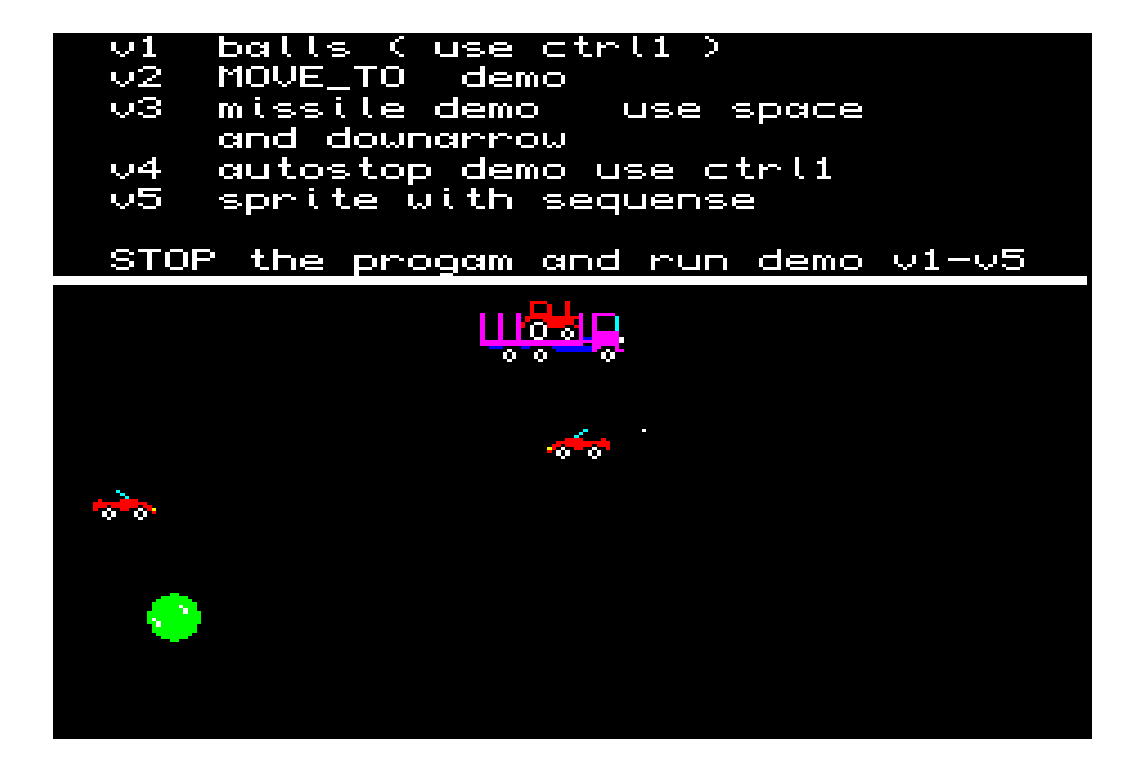 v1 balls ( use ctrl1 )
v2 MOVE_TO demo
v3 missile demo use space
and downarrow
v4 autostop demo use ctrl1
v5 sprite with sequense
STOP the progam and run demo v1-v5